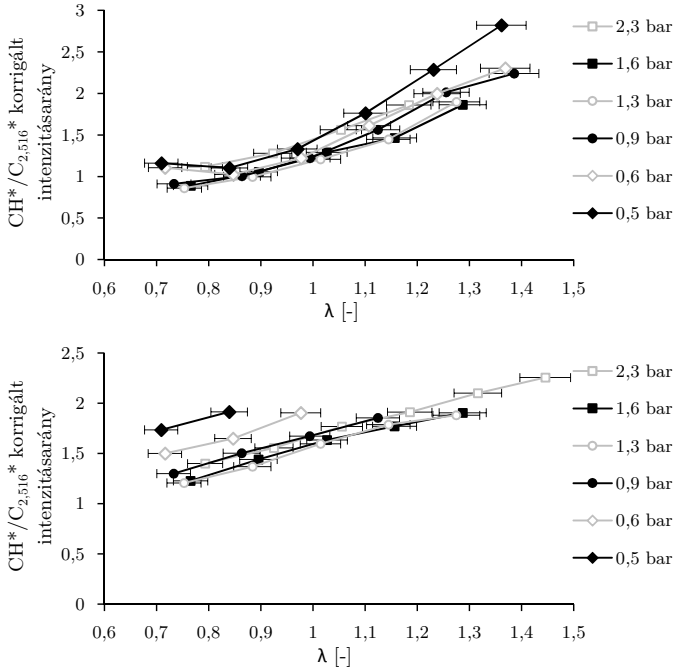 CH*/C2,516* korrigált
intenzitásarány
3
2,5
2
1,5
1
0,5
0
0,6 0,7 0,8 0,9 1 1,1 1,2 1,3 1,4 1,5
λ [-]
2,3 bar
1,6 bar
1,3 bar
0,9 bar
0,6 bar
0,5 bar
CH*/C2,516* korrigált
intenzitásarány
2,5
2
1,5
1
0,5
0
0,6 0,7 0,8 0,9 1 1,1 1,2 1,3 1,4 1,5
λ [-]
2,3 bar
1,6 bar
1,3 bar
0,9 bar
0,6 bar
0,5 bar